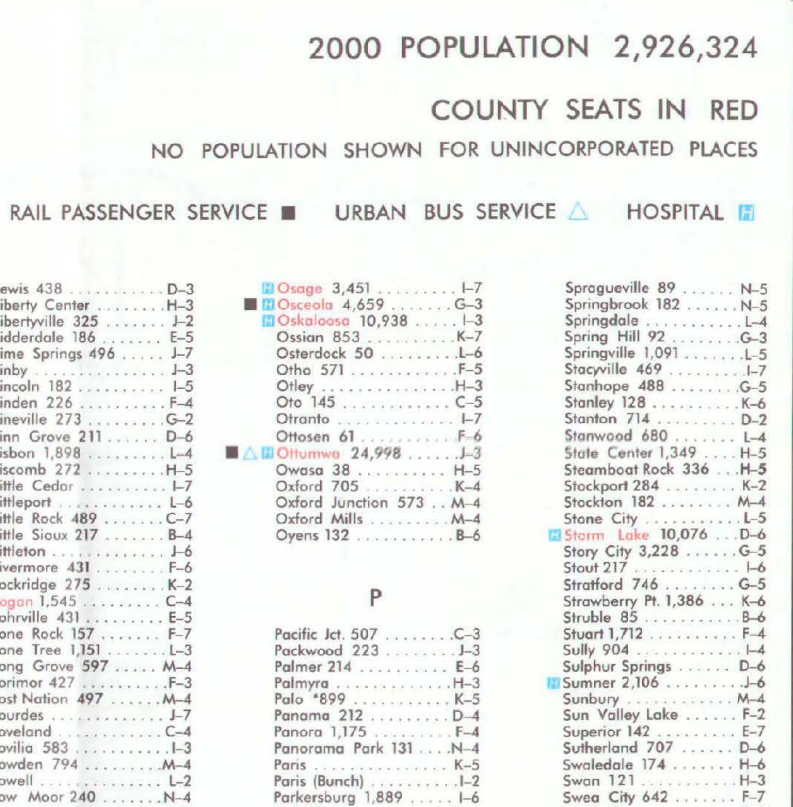 2000 POPULATION 2,926,324
COUNTY SEATS IN RED
NO POPULATION SHOWN FOR UNINCORPORATED PLACES
RAIL PASSENGER SERVICE ■ URBAN BUS SERVICE △ HOSPITAL H
ewis 438 ........... D–3
iberty Center ........ H–3
ibertyville 325 ....... J–2
idderdale 186 ........ E–5
ime Springs 496 ..... J–7
inby ................ J–3
incoln 182 .......... I–5
inden 226 .......... F–4
ineville 273 ......... G–2
inn Grove 211 ...... D–6
isbon 1,898 ......... L–4
iscomb 272 ......... H–5
ittle Cedar .......... I–7
ittleport ............ L–6
ittle Rock 489 ....... C–7
ittle Sioux 217 ....... B–4
ittleton ............. J–6
ivermore 431 ........ F–6
ockridge 275 ........ K–2
ogan 1,545 ......... C–4
ohrville 431 ......... E–5
one Rock 157 ....... F–7
one Tree 1,151 ...... L–3
ong Grove 597 ..... M–4
orimor 427 .......... F–3
ost Nation 497 ...... M–4
ourdes ............. J–7
oveland ............ C–4
ovilia 583 ........... I–3
owden 794 ......... M–4
owell ............... L–2
ow Moor 240 ....... N–4
H Osage 3,451 ........ I–7
■ H Osceola 4,659 ....... G–3
H Oskaloosa 10,938 ..... I–3
Ossian 853 ......... K–7
Osterdock 50 ........ L–6
Otho 571 ........... F–5
Otley .............. H–3
Oto 145 ............ C–5
Otranto ............ I–7
Ottosen 61 .......... F–6
■ △ H Ottumwa 24,998 .... J–3
Owasa 38 .......... H–5
Oxford 705 ......... K–4
Oxford Junction 573 .. M–4
Oxford Mills ........ M–4
Oyens 132 .......... B–6
P
Pacific Jct. 507 ........ C–3
Packwood 223 ....... J–3
Palmer 214 .......... E–6
Palmyra ............ H–3
Palo *899 ........... K–5
Panama 212 ........ D–4
Panora 1,175 ........ F–4
Panorama Park 131 ... N–4
Paris ............... K–5
Paris (Bunch) ........ I–2
Parkersburg 1,889 ..... I–6
Spragueville 89 ...... N–5
Springbrook 182 ...... N–5
Springdale .......... L–4
Spring Hill 92 ........ G–3
Springville 1,091 ...... L–5
Stacyville 469 ........ I–7
Stanhope 488 ........ G–5
Stanley 128 .......... K–6
Stanton 714 ......... D–2
Stanwood 680 ....... L–4
State Center 1,349 .... H–5
Steamboat Rock 336 ... H–5
Stockport 284 ........ K–2
Stockton 182 ........ M–4
Stone City .......... L–5
H Storm Lake 10,076 ... D–6
Story City 3,228 ...... G–5
Stout 217 ............ I–6
Stratford 746 ........ G–5
Strawberry Pt. 1,386 ... K–6
Struble 85 ........... B–6
Stuart 1,712 ......... F–4
Sully 904 ............ I–4
Sulphur Springs ...... D–6
H Sumner 2,106 ........ J–6
Sunbury ........... M–4
Sun Valley Lake ...... F–2
Superior 142 ......... E–7
Sutherland 707 ...... D–6
Swaledale 174 ....... H–6
Swan 121 ........... H–3
Swea City 642 ....... F–7